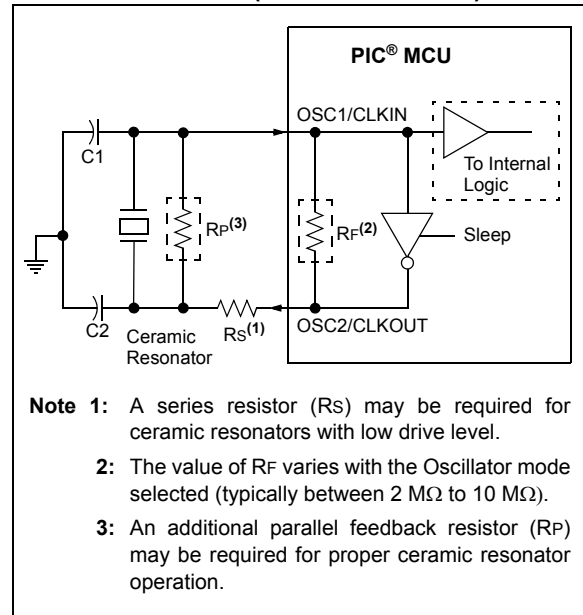 PIC® MCU
OSC1/CLKIN
C1
To Internal
Logic
RP(3)
RF(2)
Sleep
C2
Ceramic
Resonator
RS(1)
OSC2/CLKOUT
Note 1: A series resistor (RS) may be required for
ceramic resonators with low drive level.
2: The value of RF varies with the Oscillator mode
selected (typically between 2 MΩ to 10 MΩ).
3: An additional parallel feedback resistor (RP)
may be required for proper ceramic resonator
operation.